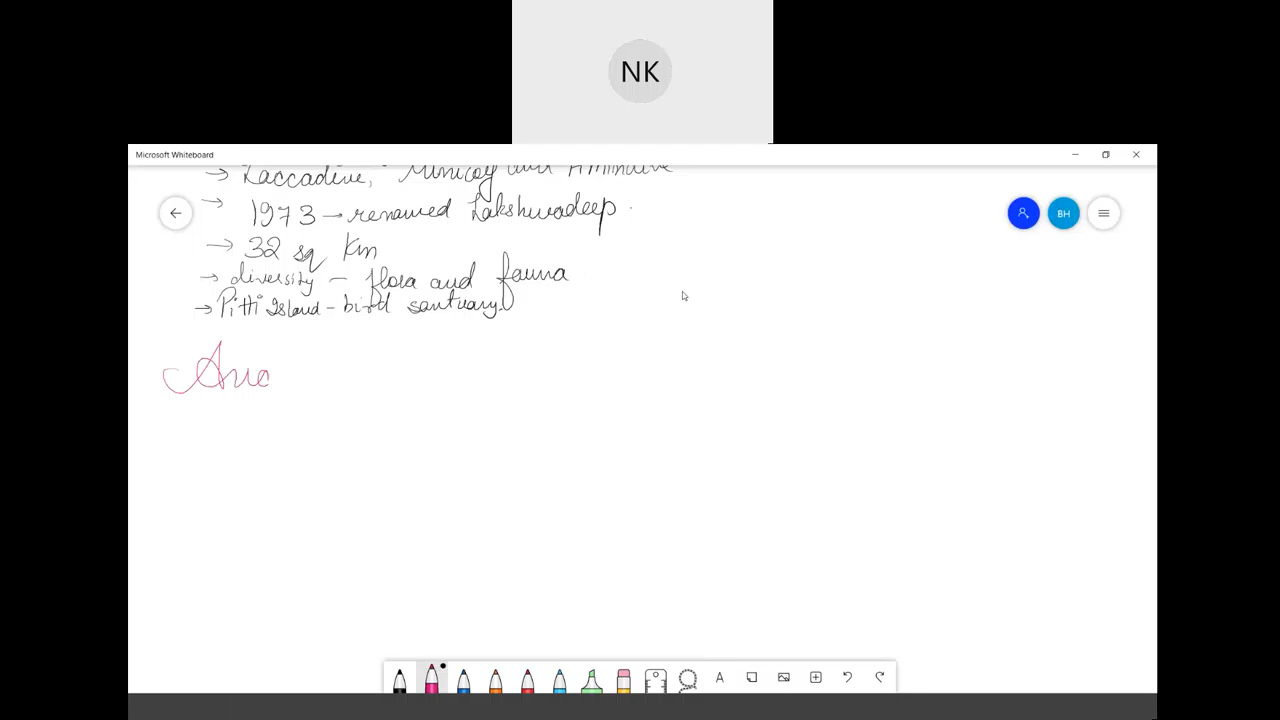 NK
Microsoft Whiteboard
→ Laccadive, Minicoy and Aminidive
→ 1973 → renamed Lakshwadeep.
BH
→ 32 sq Km
→ diversity - flora and fauna
→ Pitti Island - bird santuary.
A